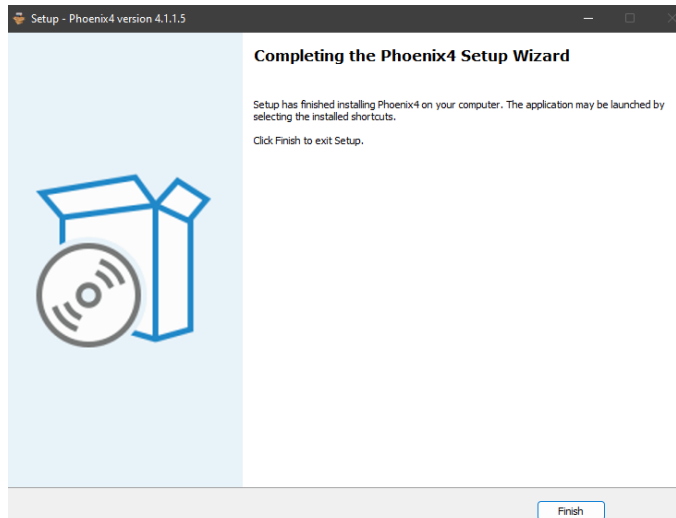 Setup - Phoenix4 version 4.1.1.5
Completing the Phoenix4 Setup Wizard
Setup has finished installing Phoenix4 on your computer. The application may be launched by
selecting the installed shortcuts.
Click Finish to exit Setup.
Finish